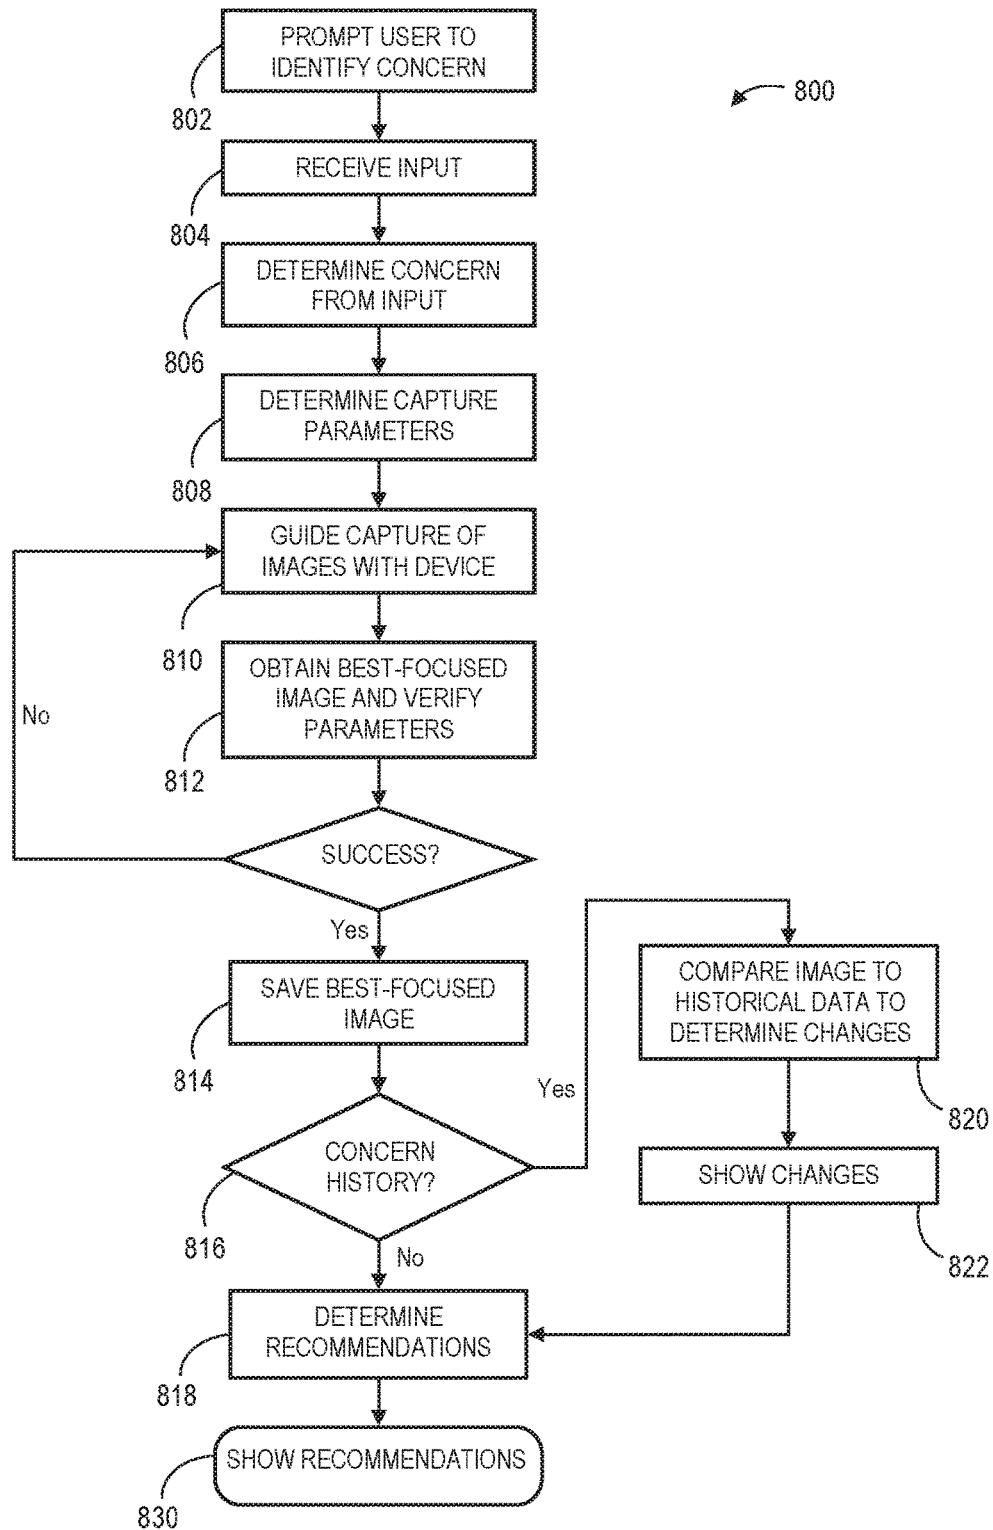 PROMPT USER TO
IDENTIFY CONCERN
802
800
RECEIVE INPUT
804
DETERMINE CONCERN
FROM INPUT
806
DETERMINE CAPTURE
PARAMETERS
808
GUIDE CAPTURE OF
IMAGES WITH DEVICE
810
OBTAIN BEST-FOCUSED
IMAGE AND VERIFY
PARAMETERS
812
No
SUCCESS?
Yes
SAVE BEST-FOCUSED
IMAGE
814
CONCERN
HISTORY?
816
Yes
COMPARE IMAGE TO
HISTORICAL DATA TO
DETERMINE CHANGES
820
SHOW CHANGES
822
No
DETERMINE
RECOMMENDATIONS
818
SHOW RECOMMENDATIONS
830